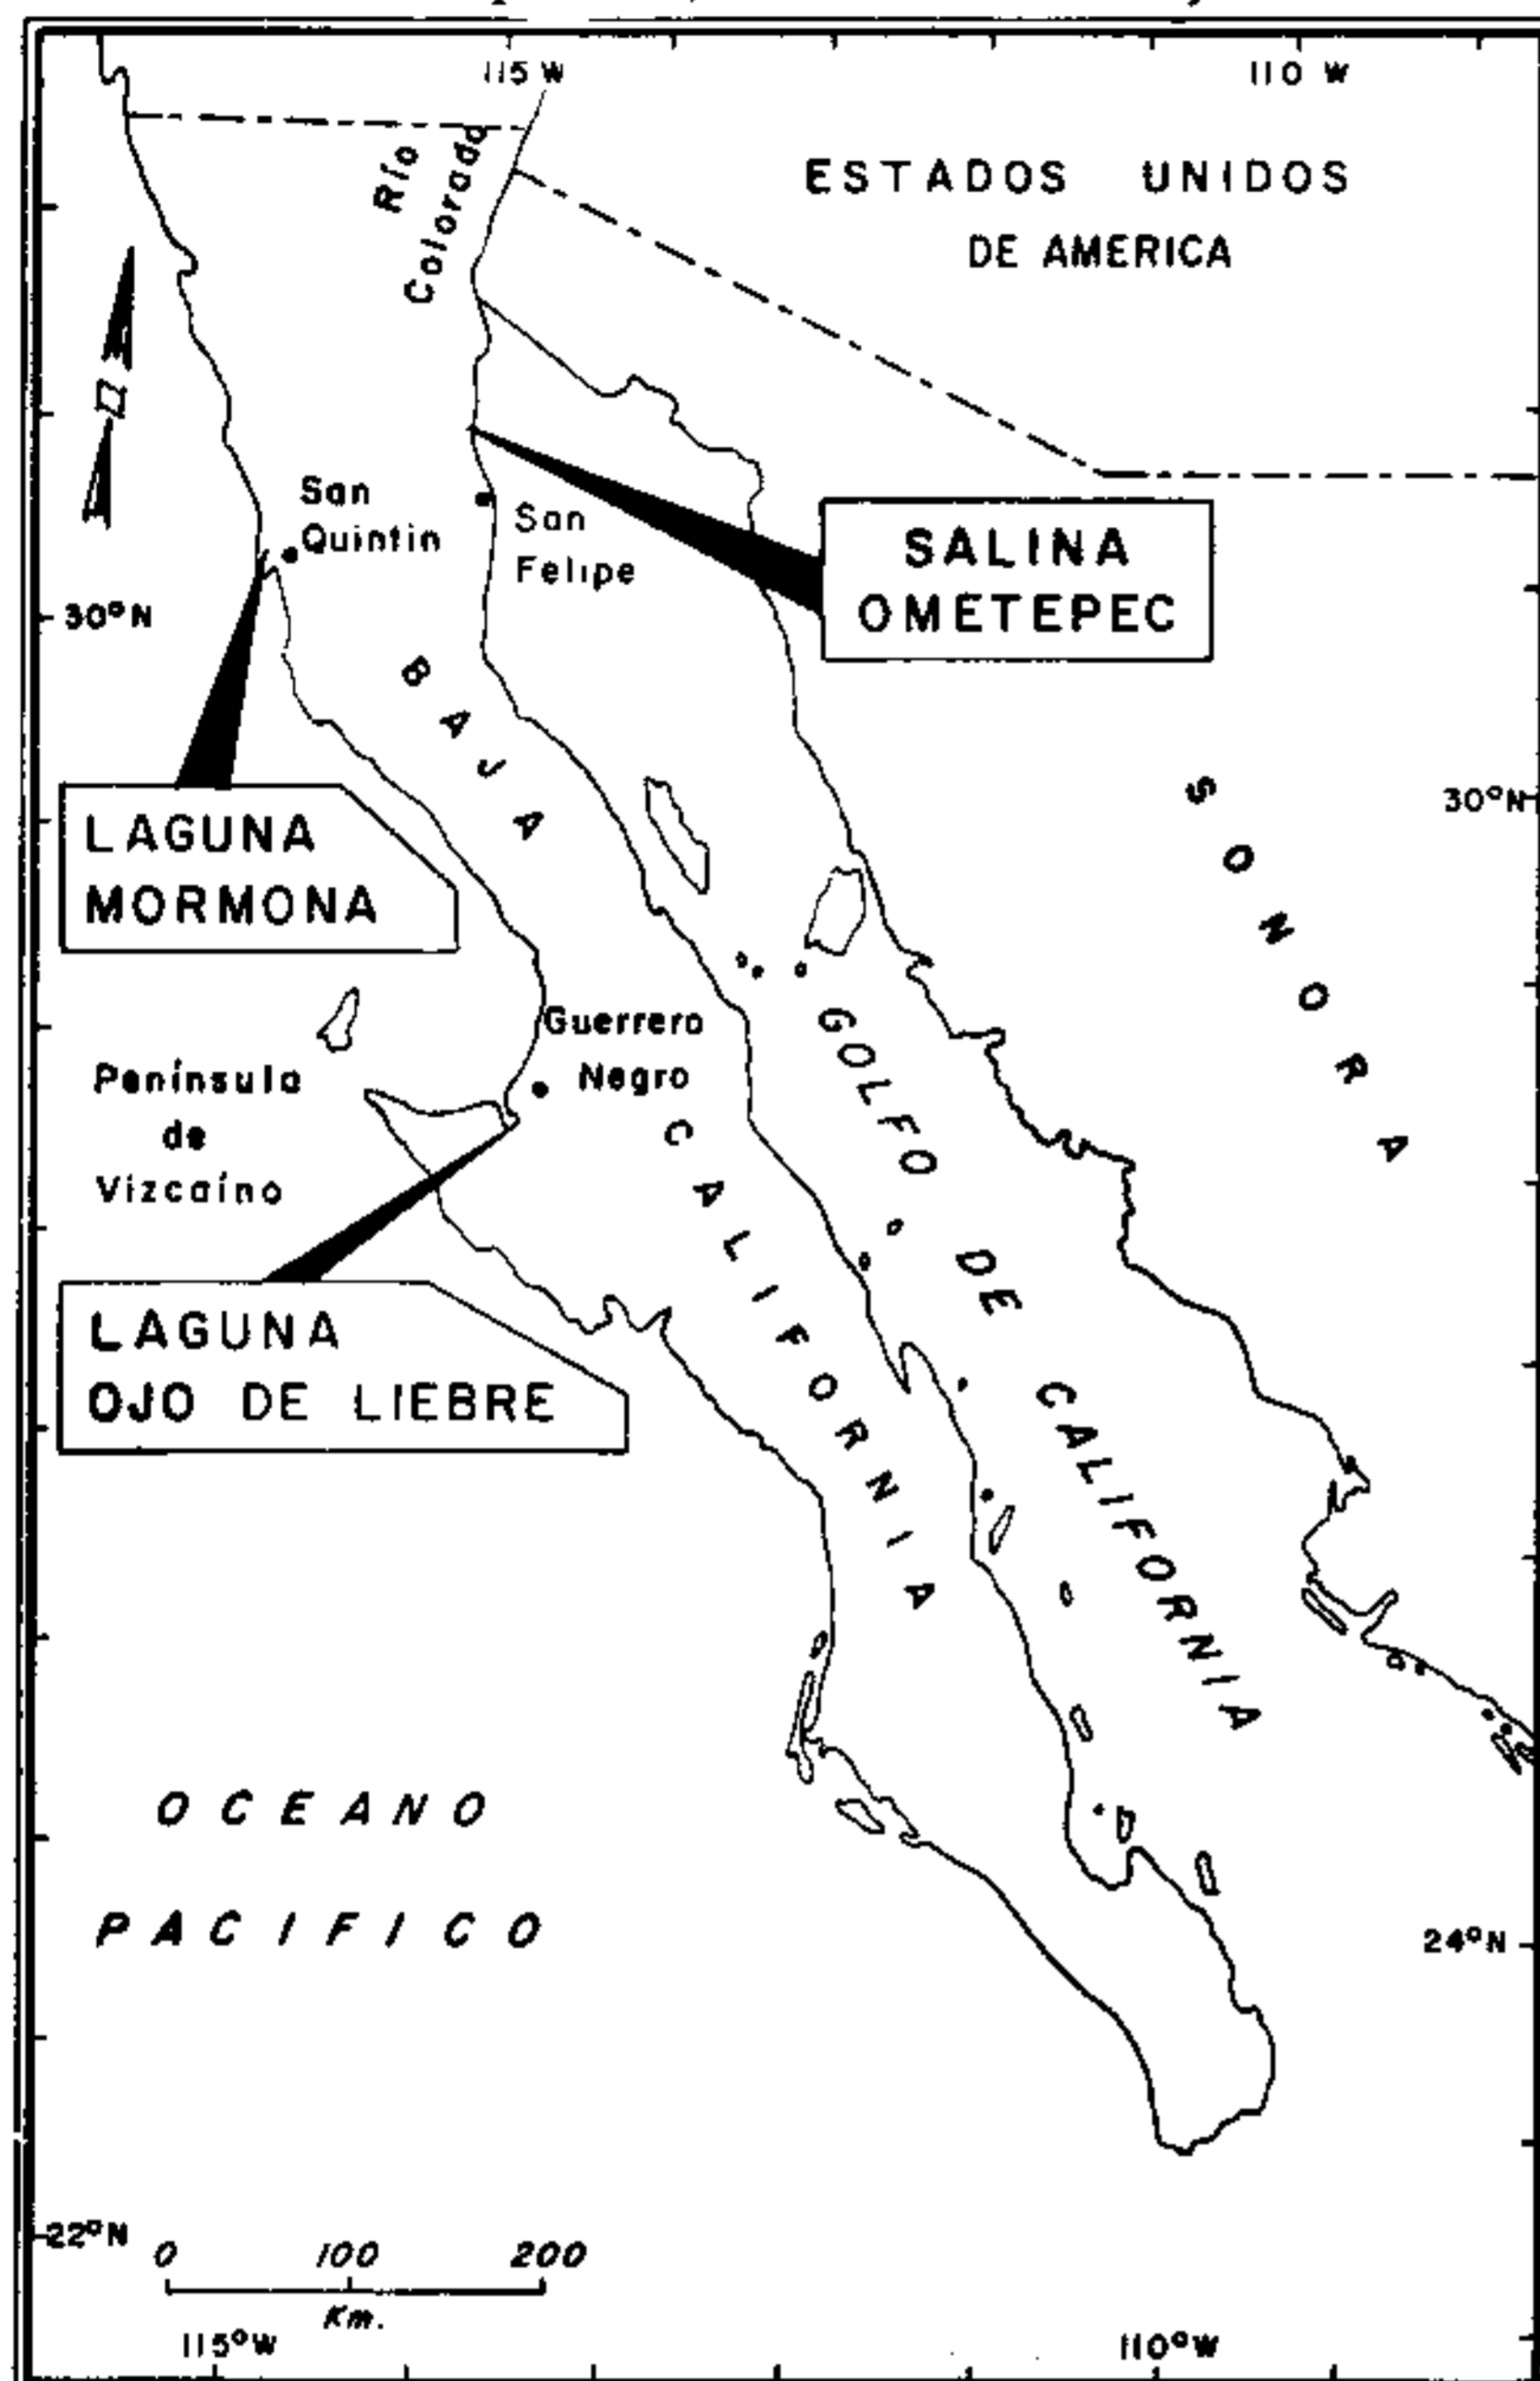 115 W
110 W
Río
Colorado
ESTADOS UNIDOS
DE AMERICA
N
San
Quintin
San
Felipe
SALINA
OMETEPEC
30°N
BAJA
LAGUNA
MORMONA
SONORA
30°N
Guerrero
Negro
Península
de
Vizcaíno
CALIFORNIA
GOLFO DE CALIFORNIA
LAGUNA
OJO DE LIEBRE
OCEANO
PACIFICO
24°N
22°N
0 100 200
Km.
115°W
110°W